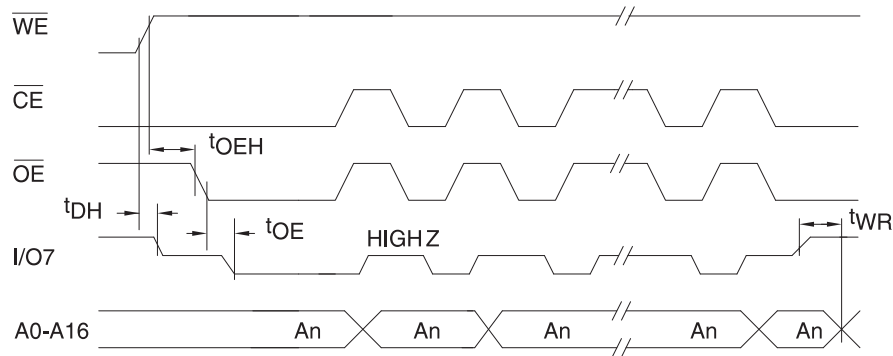 WE
CE
tOEH
OE
tDH
tOE
HIGH Z
tWR
I/O7
A0-A16
An
An
An
An
An